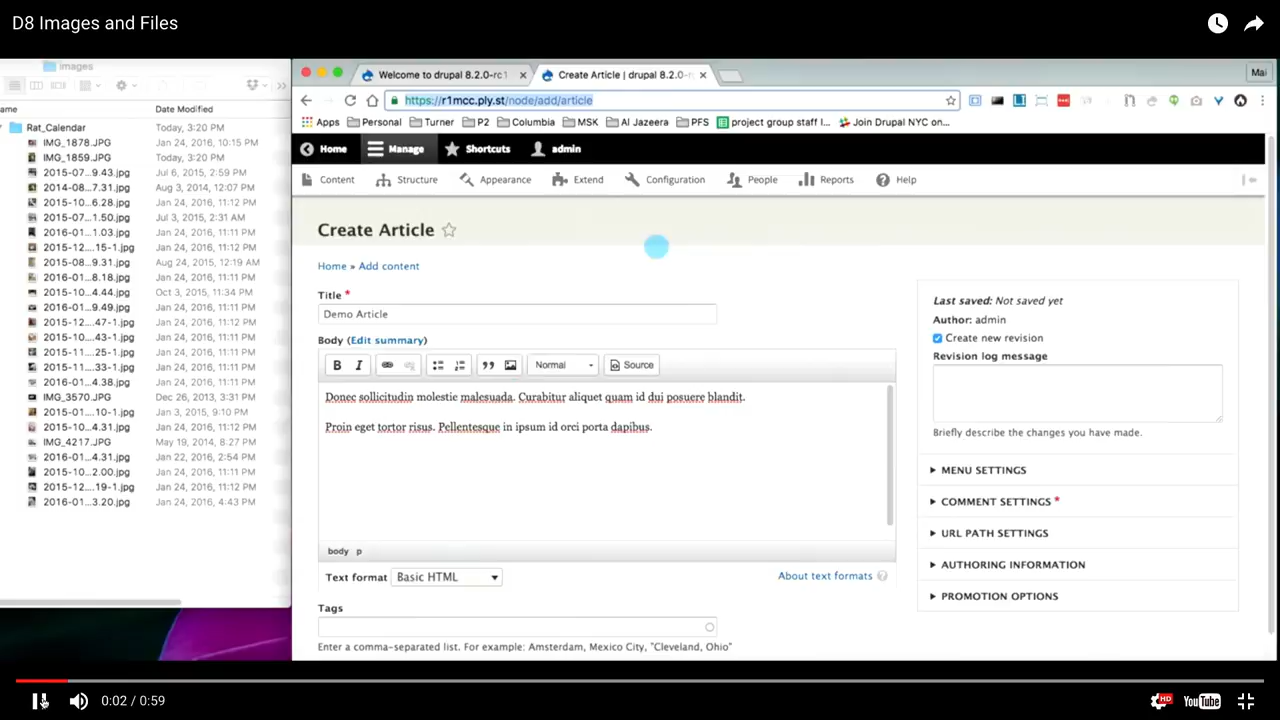 D8 Images and Files
images
ame
Date Modified
Rat_Calendar Today, 3:20 PM
IMG_1878.JPG Jan 24, 2016, 10:15 PM
IMG_1859.JPG Today, 3:20 PM
2015-07...9.43.jpg Jul 6, 2015, 2:59 PM
2014-08...7.31.jpg Aug 3, 2014, 12:07 PM
2015-10...6.28.jpg Jan 24, 2016, 11:12 PM
2015-07...1.50.jpg Jul 3, 2015, 2:31 AM
2016-01...1.03.jpg Jan 24, 2016, 11:11 PM
2015-12....15-1.jpg Jan 24, 2016, 11:12 PM
2015-08...9.31.jpg Aug 24, 2015, 12:19 AM
2016-01...8.18.jpg Jan 24, 2016, 11:11 PM
2015-10...4.44.jpg Oct 3, 2015, 11:34 PM
2016-01...9.49.jpg Jan 24, 2016, 11:11 PM
2015-12....47-1.jpg Jan 24, 2016, 11:12 PM
2015-10....43-1.jpg Jan 24, 2016, 11:12 PM
2015-11....25-1.jpg Jan 24, 2016, 11:12 PM
2015-11....33-1.jpg Jan 24, 2016, 11:12 PM
2016-01...4.38.jpg Jan 24, 2016, 11:11 PM
IMG_3570.JPG Dec 26, 2013, 3:31 PM
2015-01....10-1.jpg Jan 3, 2015, 9:10 PM
2015-10...4.31.jpg Jan 24, 2016, 11:11 PM
IMG_4217.JPG May 19, 2014, 8:27 PM
2016-01...4.31.jpg Jan 22, 2016, 2:54 PM
2015-10...2.00.jpg Jan 24, 2016, 11:11 PM
2015-12....19-1.jpg Jan 24, 2016, 11:12 PM
2016-01...3.20.jpg Jan 24, 2016, 4:43 PM
Welcome to drupal 8.2.0-rc1
Create Article | drupal 8.2.0-r
Mai
https://r1mcc.ply.st/node/add/article
Apps Personal Turner P2 Columbia MSK Al Jazeera PFS project group staff l... Join Drupal NYC on...
Home Manage Shortcuts admin
Content Structure Appearance Extend Configuration People Reports Help
Create Article
Home » Add content
Title *
Demo Article
Body (Edit summary)
B I Normal Source
Donec sollicitudin molestie malesuada. Curabitur aliquet quam id dui posuere blandit.
Proin eget tortor risus. Pellentesque in ipsum id orci porta dapibus.
body p
Text format Basic HTML
About text formats ?
Tags
Enter a comma-separated list. For example: Amsterdam, Mexico City, "Cleveland, Ohio"
Last saved: Not saved yet
Author: admin
Create new revision
Revision log message
Briefly describe the changes you have made.
MENU SETTINGS
COMMENT SETTINGS *
URL PATH SETTINGS
AUTHORING INFORMATION
PROMOTION OPTIONS
0:02 / 0:59
HD
YouTube